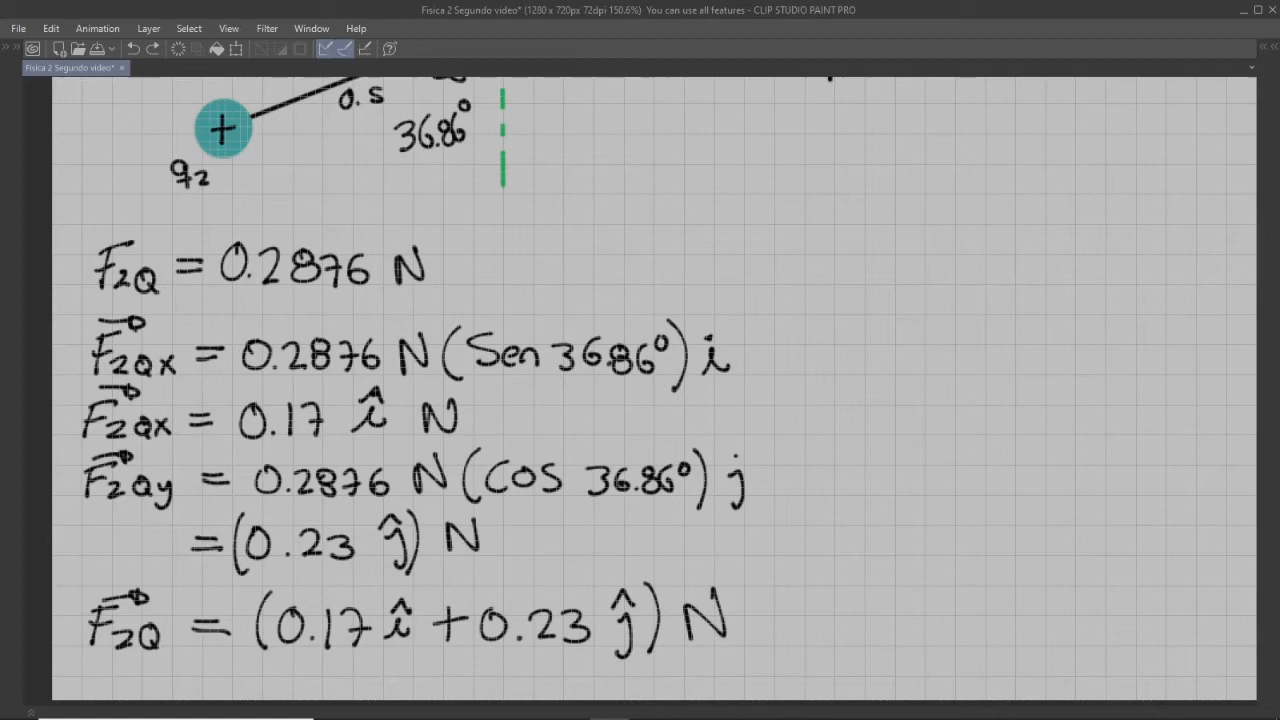 Fisica 2 Segundo video* (1280 x 720px 72dpi 150.6%) You can use all features - CLIP STUDIO PAINT PRO
File Edit Animation Layer Select View Filter Window Help
Fisica 2 Segundo video*
0.5
36.86°
+
q2
F2Q = 0.2876 N
F2Qx = 0.2876 N (Sen 36.86°) i
F2Qx = 0.17 î N
F2Qy = 0.2876 N (Cos 36.86°) j
= (0.23 ĵ) N
F2Q = (0.17 î + 0.23 ĵ) N